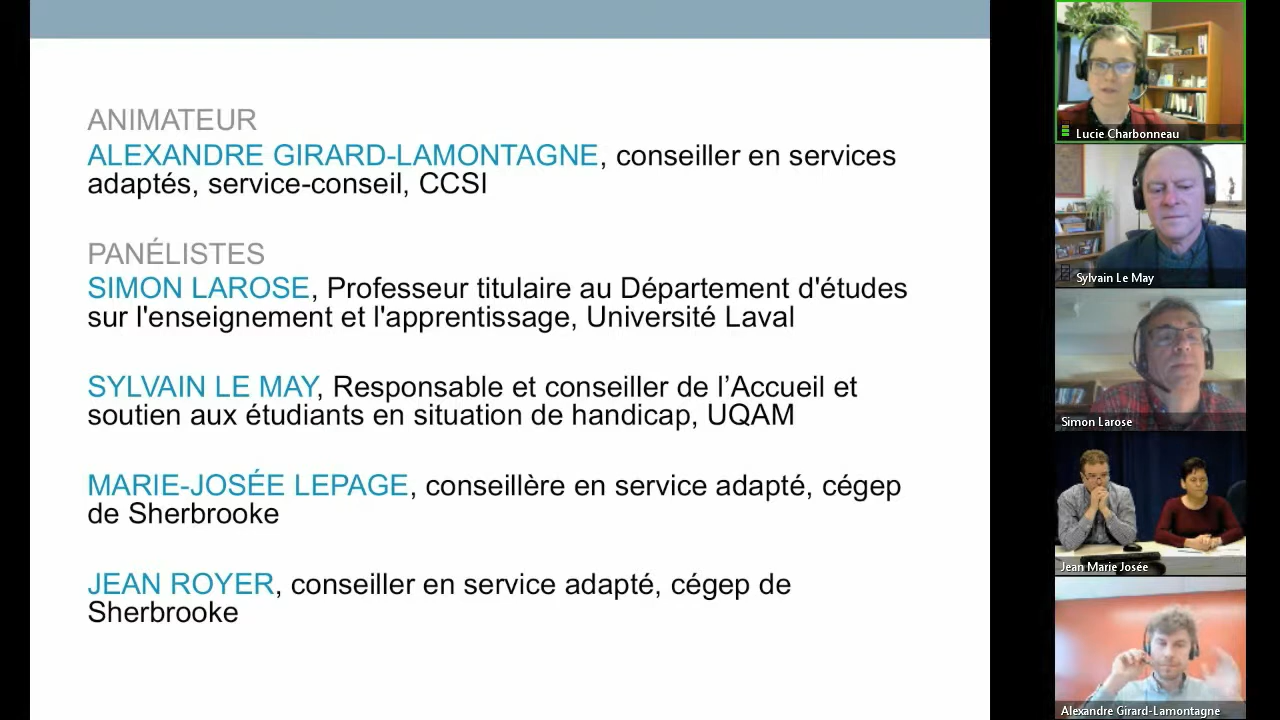 ANIMATEUR
ALEXANDRE GIRARD-LAMONTAGNE, conseiller en services
adaptés, service-conseil, CCSI
PANÉLISTES
SIMON LAROSE, Professeur titulaire au Département d'études
sur l'enseignement et l'apprentissage, Université Laval
SYLVAIN LE MAY, Responsable et conseiller de l’Accueil et
soutien aux étudiants en situation de handicap, UQAM
MARIE-JOSÉE LEPAGE, conseillère en service adapté, cégep
de Sherbrooke
JEAN ROYER, conseiller en service adapté, cégep de
Sherbrooke
Lucie Charbonneau
Sylvain Le May
Simon Larose
Jean Marie Josée
Alexandre Girard-Lamontagne